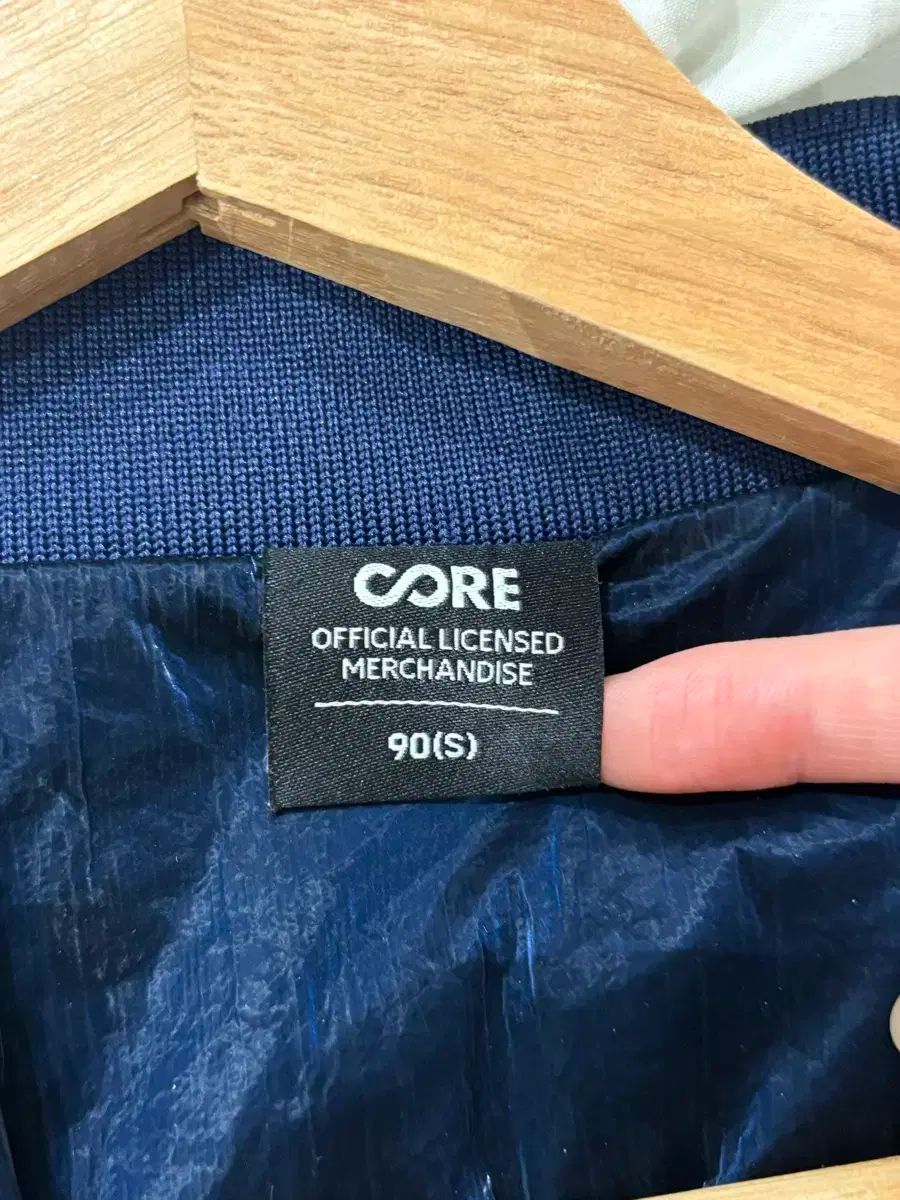 CORE
OFFICIAL LICENSED
MERCHANDISE
90(S)